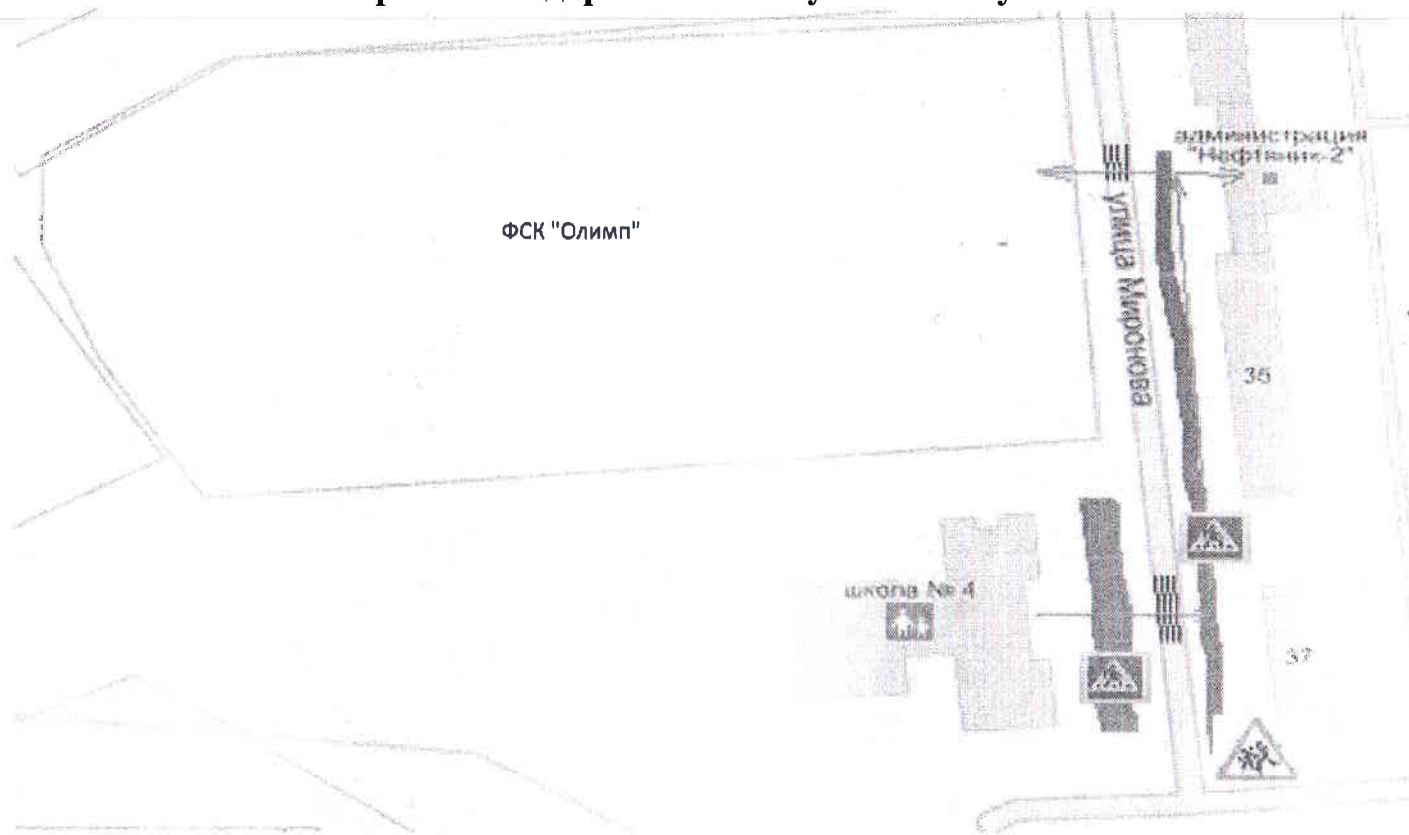 ФСК "Олимп"
администрация
"Нефтяник-2"
улица Миронова
35
школа № 4
37